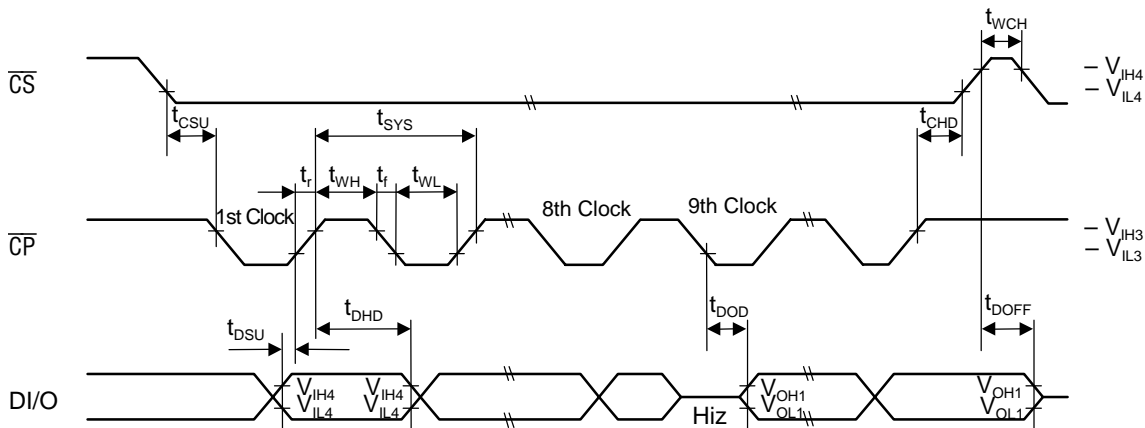 tWCH
CS
– VIH4
– VIL4
tCSU
tSYS
tCHD
tr
tWH
tf
tWL
1st Clock
8th Clock
9th Clock
CP
– VIH3
– VIL3
tDSU
tDHD
tDOD
tDOFF
DI/O
VIH4
VIL4
VIH4
VIL4
Hiz
VOH1
VOL1
VOH1
VOL1